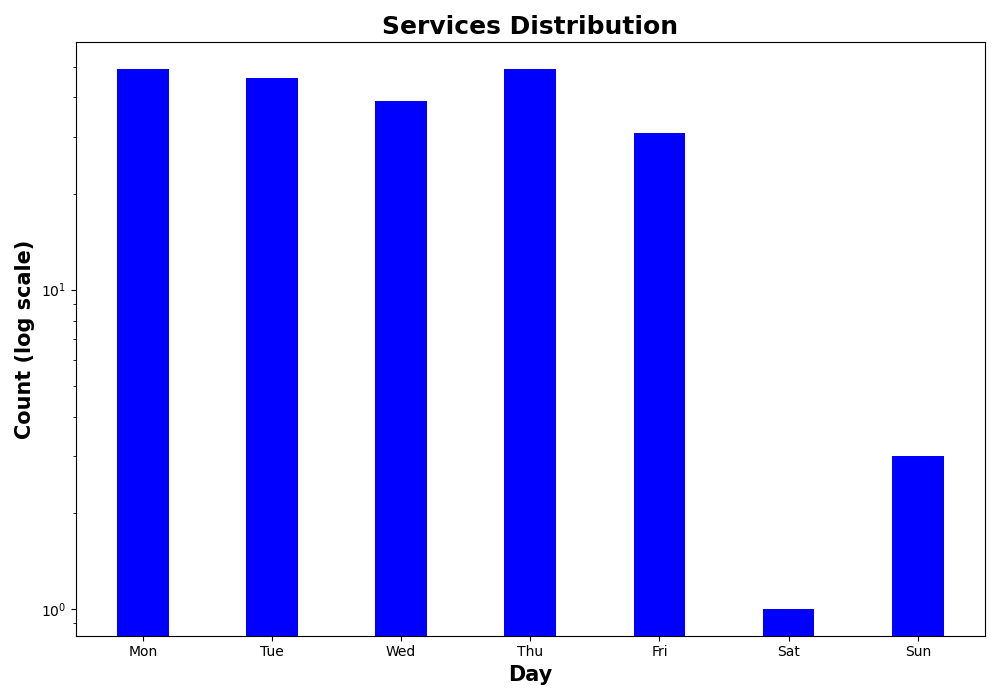 Services Distribution
Count (log scale)
10¹
10⁰
Mon Tue Wed Thu Fri Sat Sun
Day